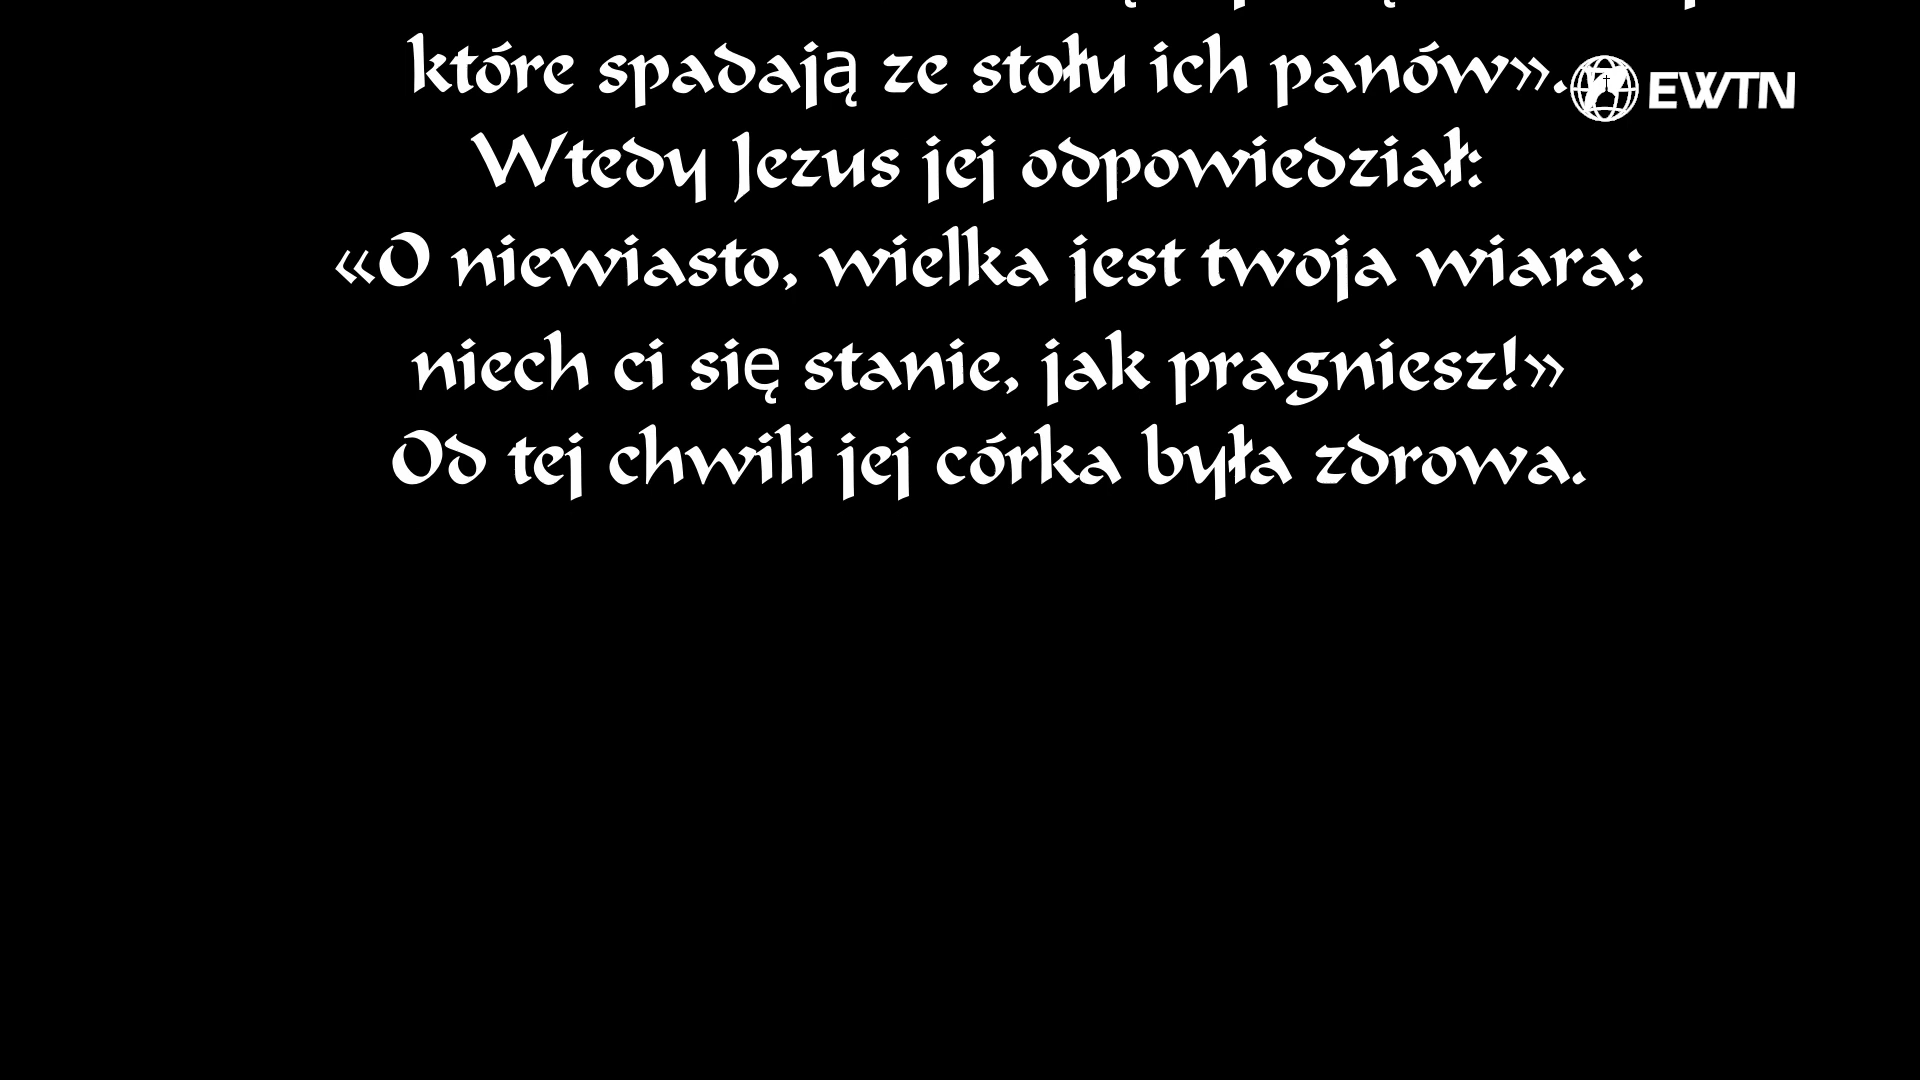 które spadają ze stołu ich panów».
EWTN
Wtedy Jezus jej odpowiedział:
«O niewiasto, wielka jest twoja wiara;
niech ci się stanie, jak pragniesz!»
Od tej chwili jej córka była zdrowa.